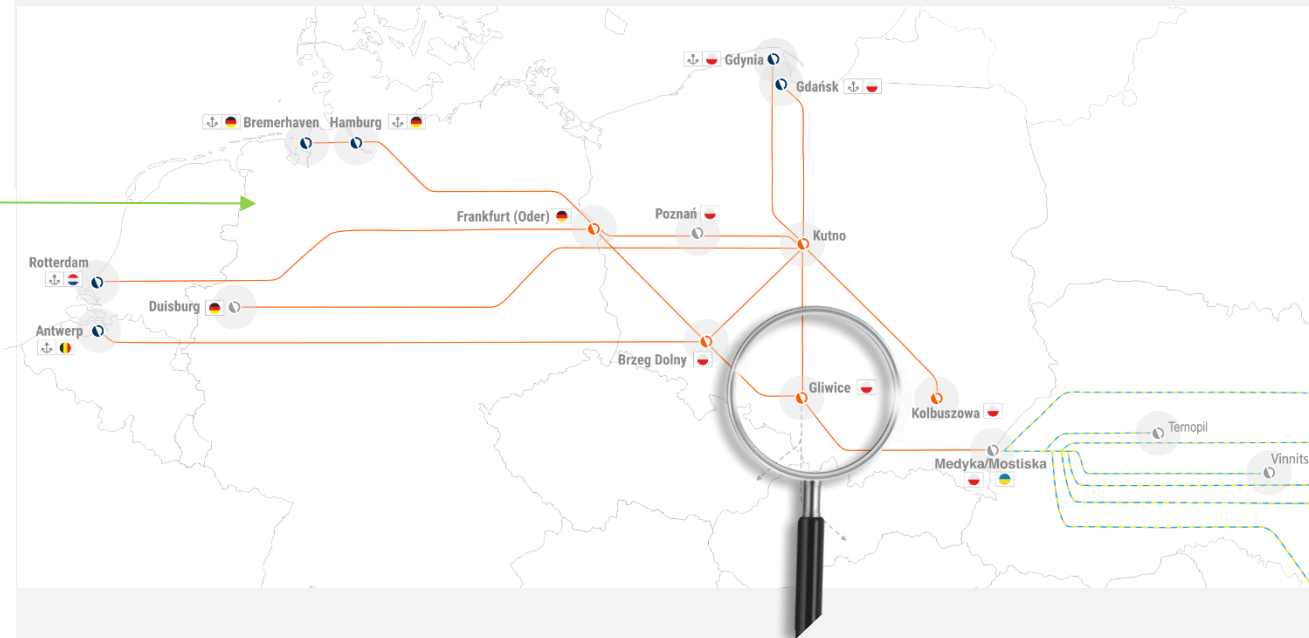 Gdynia
Gdańsk
Bremerhaven
Hamburg
Frankfurt (Oder)
Poznań
Kutno
Rotterdam
Duisburg
Antwerp
Brzeg Dolny
Gliwice
Kolbuszowa
Ternopil
Medyka/Mostiska
Vinnits